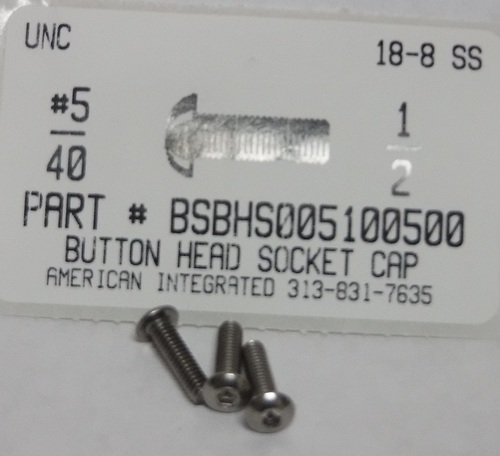 UNC
18-8 SS
#5
40
1
2
PART # BSBHS005100500
BUTTON HEAD SOCKET CAP
AMERICAN INTEGRATED 313-831-7635